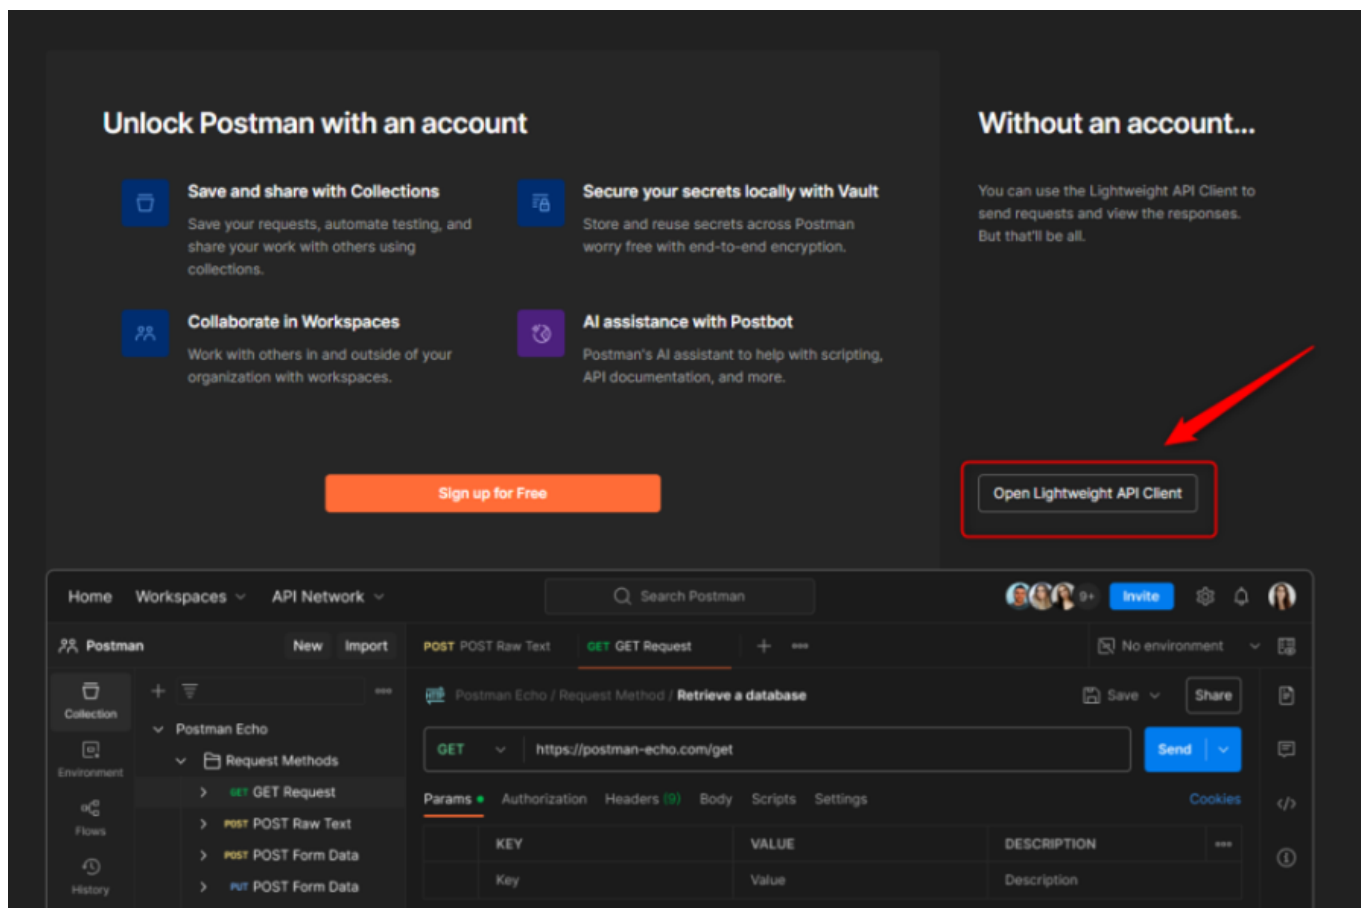 Unlock Postman with an account
Without an account...
Save and share with Collections
Save your requests, automate testing, and
share your work with others using
collections.
Secure your secrets locally with Vault
Store and reuse secrets across Postman
worry free with end-to-end encryption.
You can use the Lightweight API Client to
send requests and view the responses.
But that'll be all.
Collaborate in Workspaces
Work with others in and outside of your
organization with workspaces.
AI assistance with Postbot
Postman's AI assistant to help with scripting,
API documentation, and more.
Sign up for Free
Open Lightweight API Client
Home Workspaces API Network Search Postman 9+ Invite
Postman New Import POST POST Raw Text GET GET Request No environment
Collection
Postman Echo / Request Method / Retrieve a database Save Share
Postman Echo
GET https://postman-echo.com/get Send
Environment
Request Methods
GET GET Request
Params Authorization Headers (9) Body Scripts Settings Cookies
Flows
POST POST Raw Text
KEY VALUE DESCRIPTION
POST POST Form Data
Key Value Description
History
PUT POST Form Data